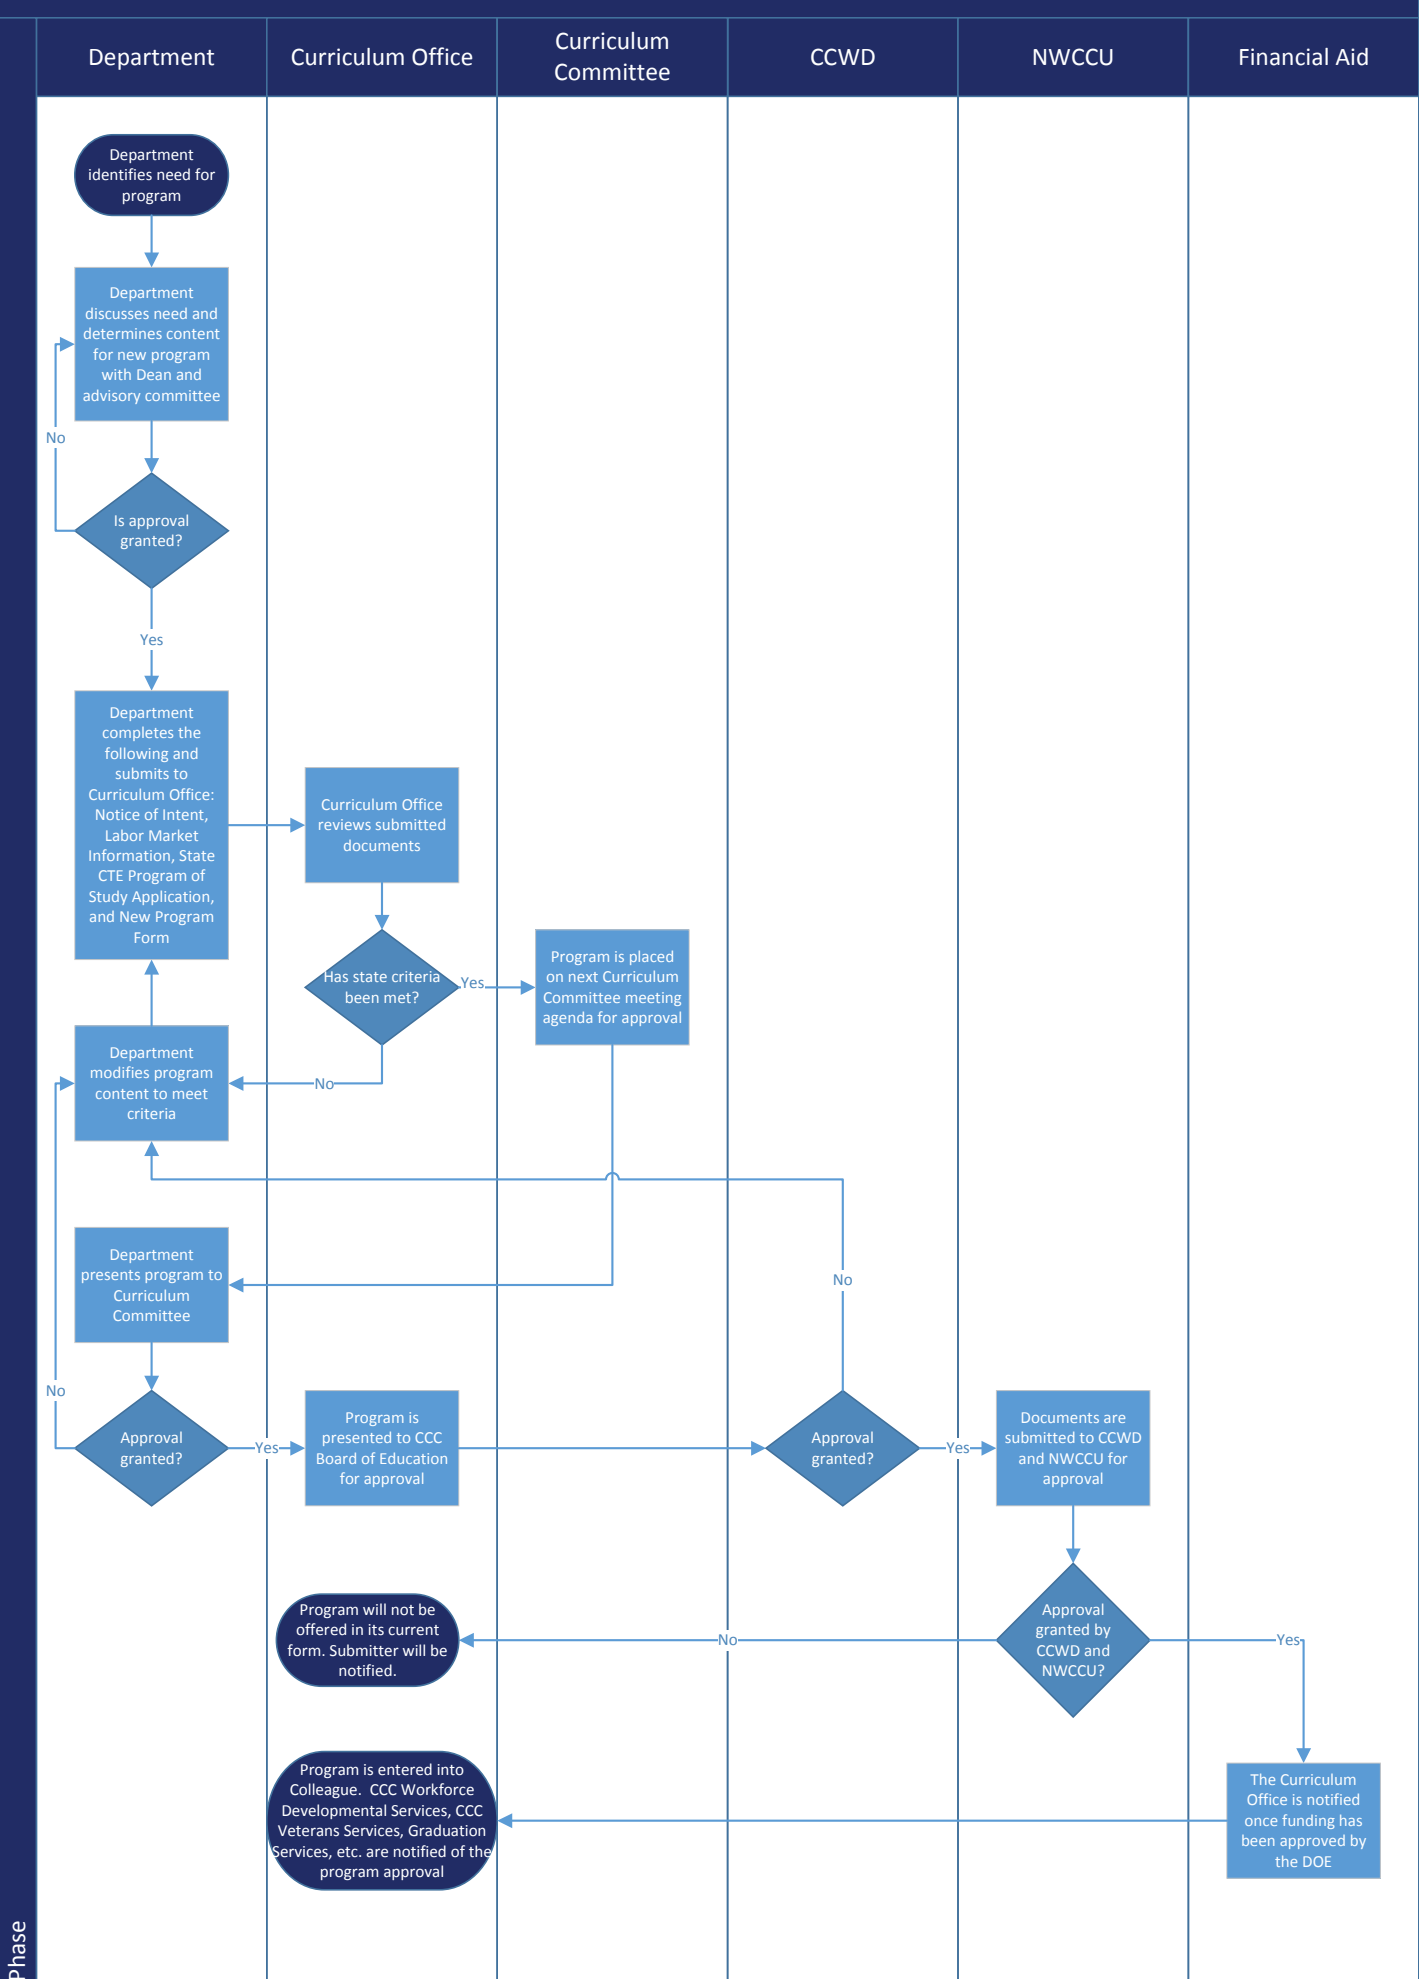 Department
Curriculum Office
Curriculum
Committee
CCWD
NWCCU
Financial Aid
Department
identifies need for
program
Department
discusses need and
determines content
for new program
with Dean and
advisory committee
No
Is approval
granted?
Yes
Department
completes the
following and
submits to
Curriculum Office:
Notice of Intent,
Labor Market
Information, State
CTE Program of
Study Application,
and New Program
Form
Curriculum Office
reviews submitted
documents
Has state criteria
been met?
Yes
Program is placed
on next Curriculum
Committee meeting
agenda for approval
No
Department
modifies program
content to meet
criteria
Department
presents program to
Curriculum
Committee
No
No
Approval
granted?
Yes
Program is
presented to CCC
Board of Education
for approval
Approval
granted?
Yes
Documents are
submitted to CCWD
and NWCCU for
approval
Program will not be
offered in its current
form. Submitter will be
notified.
No
Approval
granted by
CCWD and
NWCCU?
Yes
Program is entered into
Colleague.  CCC Workforce
Developmental Services, CCC
Veterans Services, Graduation
Services, etc. are notified of the
program approval
The Curriculum
Office is notified
once funding has
been approved by
the DOE
Phase